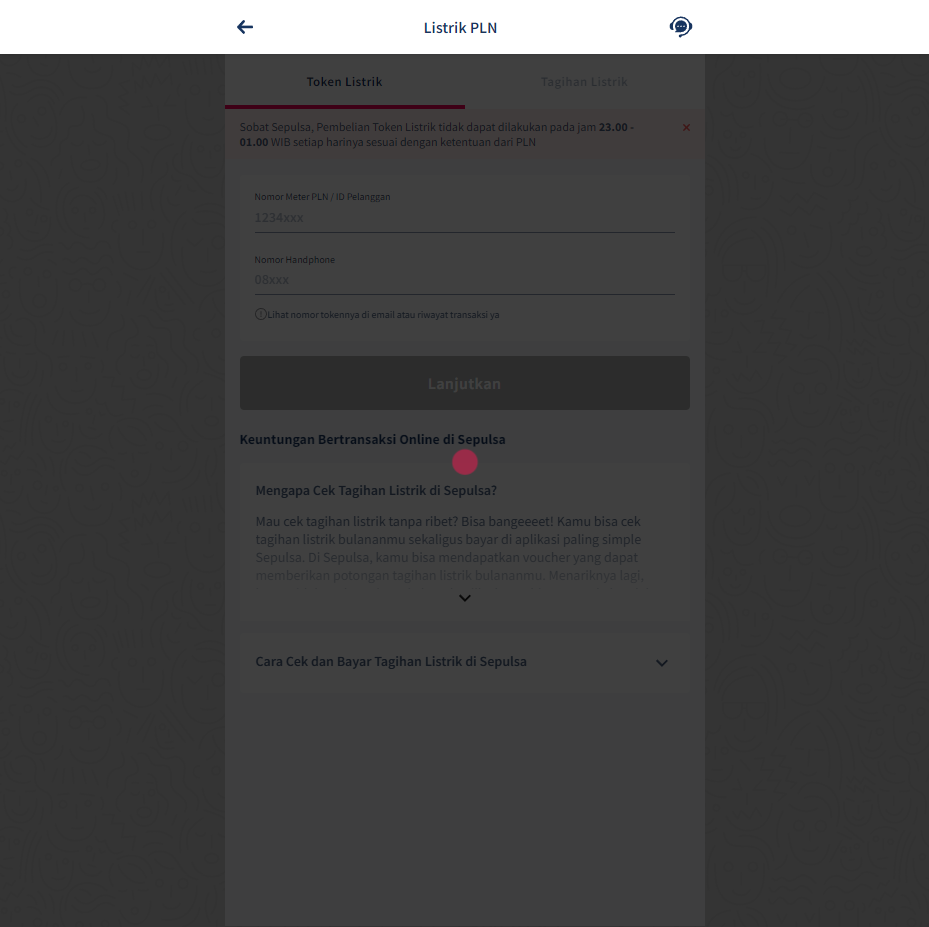 Listrik PLN
Token Listrik
Tagihan Listrik
Sobat Sepulsa, Pembelian Token Listrik tidak dapat dilakukan pada jam 23.00 -
01.00 WIB setiap harinya sesuai dengan ketentuan dari PLN
Nomor Meter PLN / ID Pelanggan
1234xxx
Nomor Handphone
08xxx
Lihat nomor tokennya di email atau riwayat transaksi ya
Lanjutkan
Keuntungan Bertransaksi Online di Sepulsa
Mengapa Cek Tagihan Listrik di Sepulsa?
Mau cek tagihan listrik tanpa ribet? Bisa bangeeeet! Kamu bisa cek
tagihan listrik bulananmu sekaligus bayar di aplikasi paling simple
Sepulsa. Di Sepulsa, kamu bisa mendapatkan voucher yang dapat
memberikan potongan tagihan listrik bulananmu. Menariknya lagi,
Cara Cek dan Bayar Tagihan Listrik di Sepulsa